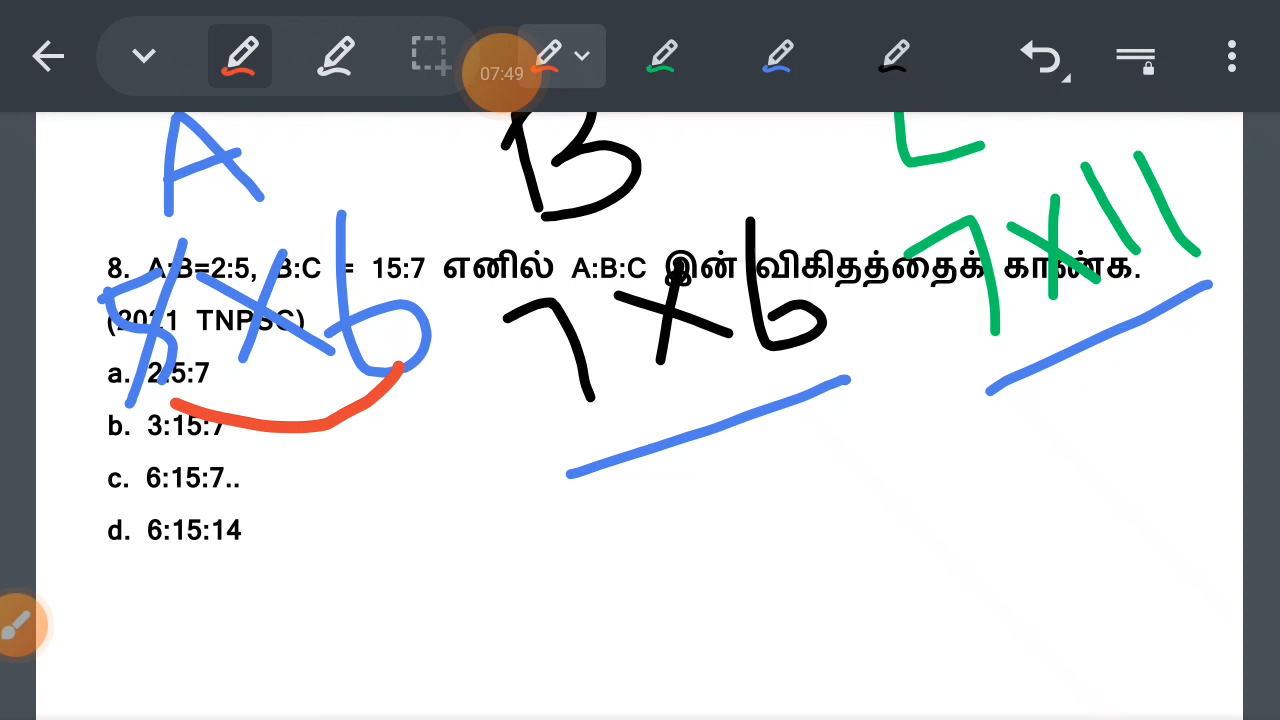 07:49
A B L
8. A:B=2:5, B:C = 15:7 எனில் A:B:C இன் விகிதத்தைக் காண்க.
5×6 7×6 7×11
(2021 TNPSC)
a. 2:5:7
b. 3:15:7
c. 6:15:7..
d. 6:15:14